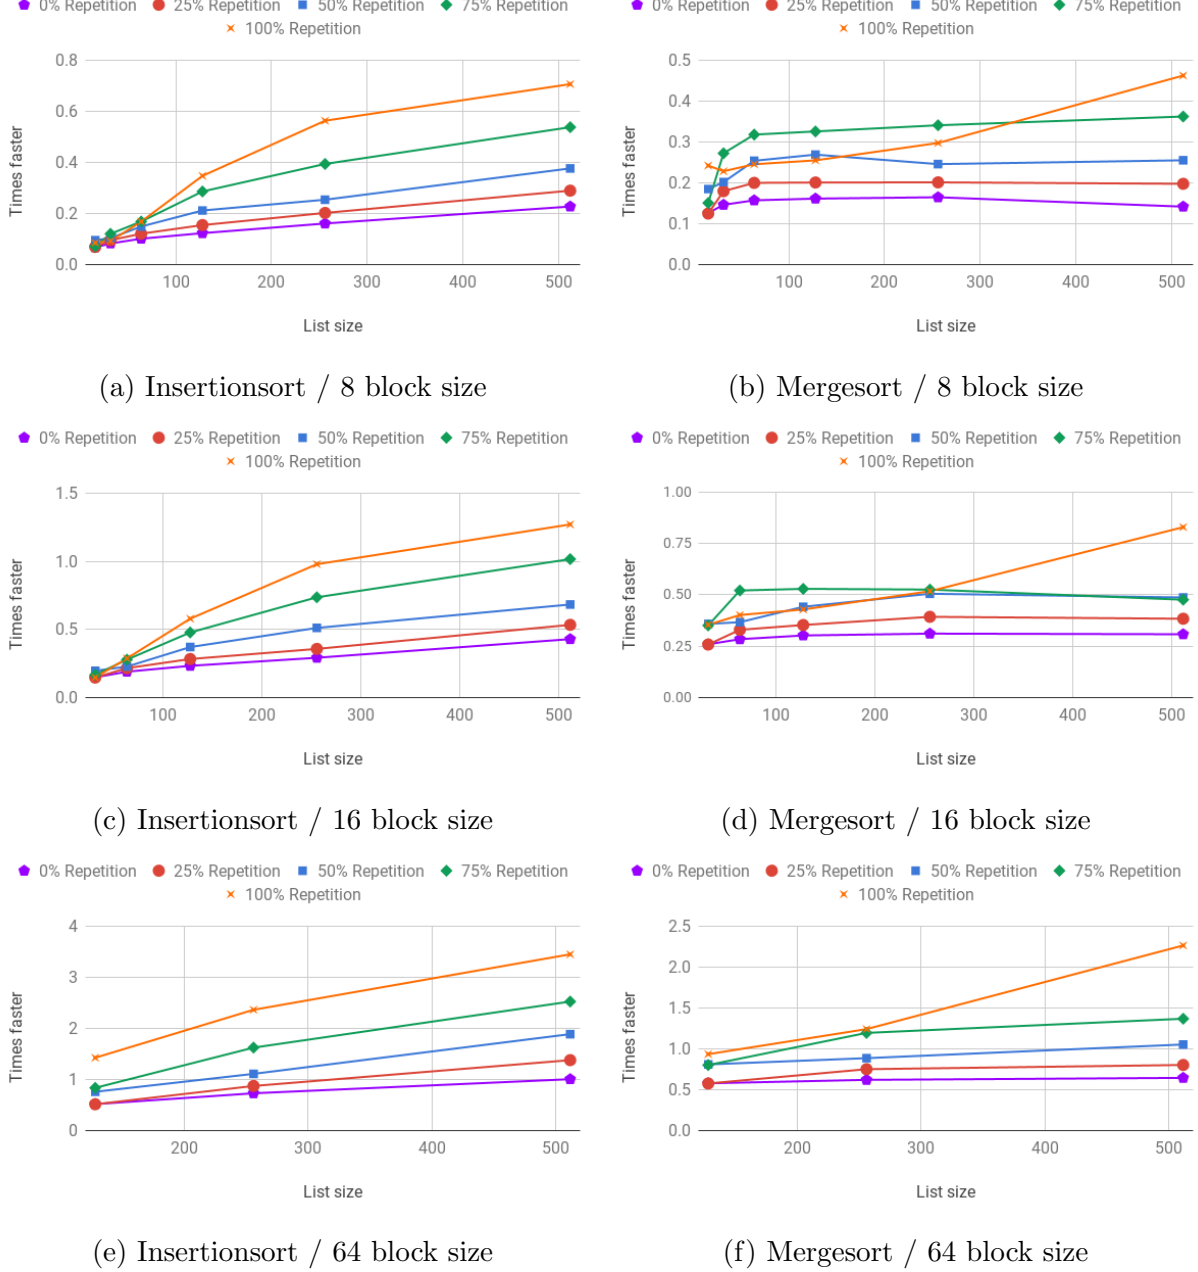 0% Repetition 25% Repetition 50% Repetition 75% Repetition
100% Repetition
0.8
0.6
0.4
0.2
0.0
Times faster
100 200 300 400 500
List size
(a) Insertionsort / 8 block size
0% Repetition 25% Repetition 50% Repetition 75% Repetition
100% Repetition
0.5
0.4
0.3
0.2
0.1
0.0
Times faster
100 200 300 400 500
List size
(b) Mergesort / 8 block size
0% Repetition 25% Repetition 50% Repetition 75% Repetition
100% Repetition
1.5
1.0
0.5
0.0
Times faster
100 200 300 400 500
List size
(c) Insertionsort / 16 block size
0% Repetition 25% Repetition 50% Repetition 75% Repetition
100% Repetition
1.00
0.75
0.50
0.25
0.00
Times faster
100 200 300 400 500
List size
(d) Mergesort / 16 block size
0% Repetition 25% Repetition 50% Repetition 75% Repetition
100% Repetition
4
3
2
1
0
Times faster
200 300 400 500
List size
(e) Insertionsort / 64 block size
0% Repetition 25% Repetition 50% Repetition 75% Repetition
100% Repetition
2.5
2.0
1.5
1.0
0.5
0.0
Times faster
200 300 400 500
List size
(f) Mergesort / 64 block size